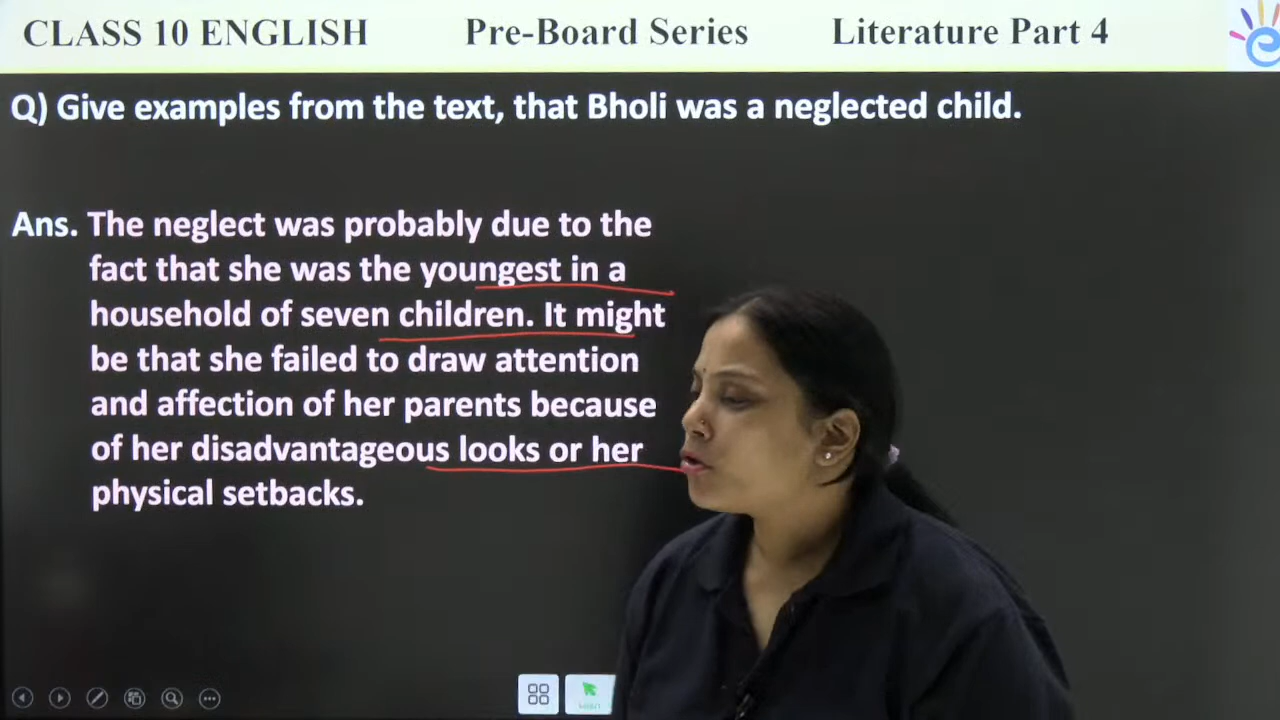 CLASS 10 ENGLISH Pre-Board Series Literature Part 4
Q) Give examples from the text, that Bholi was a neglected child.
Ans. The neglect was probably due to the
fact that she was the youngest in a
household of seven children. It might
be that she failed to draw attention
and affection of her parents because
of her disadvantageous looks or her
physical setbacks.